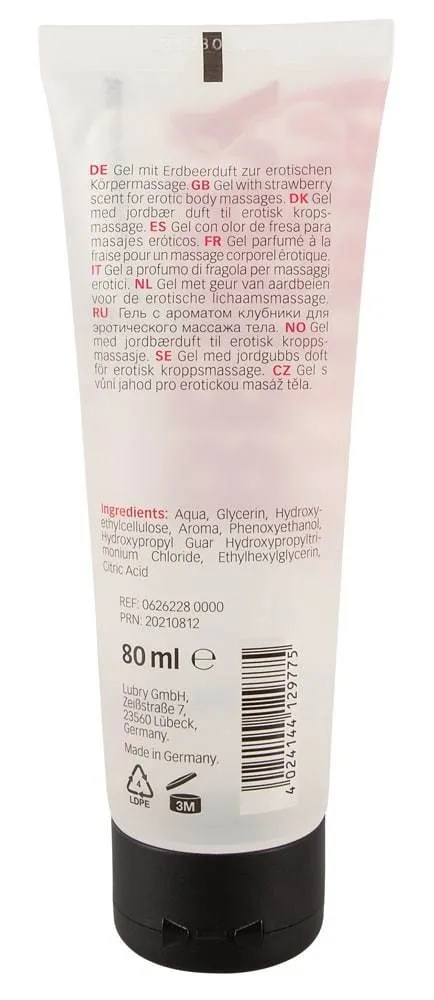 DE Gel mit Erdbeerduft zur erotischen
Körpermassage. GB Gel with strawberry
scent for erotic body massages. DK Gel
med jordbær duft til erotisk krops-
massage. ES Gel con olor de fresa para
masajes eróticos. FR Gel parfumé à la
fraise pour un massage corporel érotique.
IT Gel a profumo di fragola per massaggi
erotici. NL Gel met geur van aardbeien
voor de erotische lichaamsmassage.
RU Гель с ароматом клубники для
эротического массажа тела. NO Gel
med jordbærduft til erotisk kropps-
massasje. SE Gel med jordgubbs doft
för erotisk kroppsmassage. CZ Gel s
vůní jahod pro erotickou masáž těla.
Ingredients: Aqua, Glycerin, Hydroxy-
ethylcellulose, Aroma, Phenoxyethanol,
Hydroxypropyl Guar Hydroxypropyltri-
monium Chloride, Ethylhexylglycerin,
Citric Acid
REF: 0626228 0000
PRN: 20210812
80 ml ℮
Lubry GmbH,
Zeißstraße 7,
23560 Lübeck,
Germany.
Made in Germany.
4
LDPE
3M
4 024144 129775